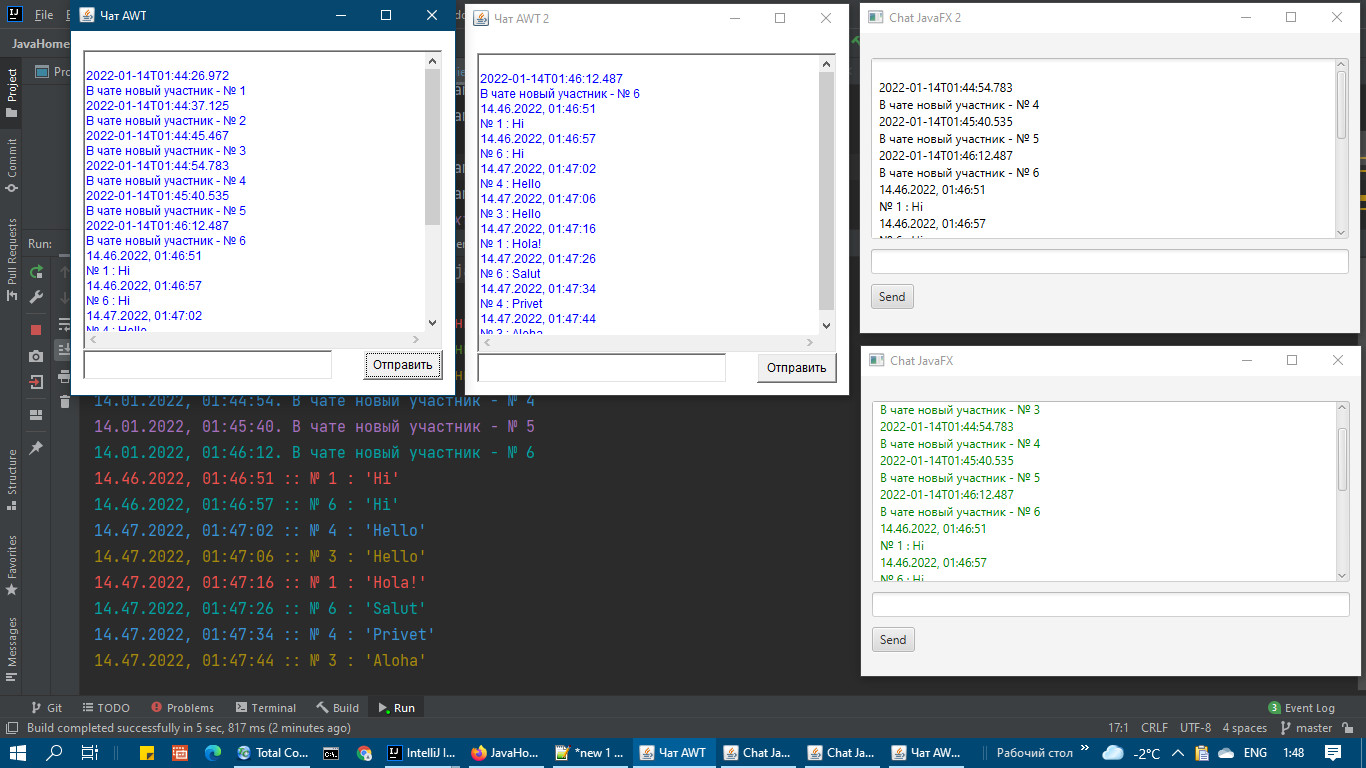 File
JavaHome
Project
Commit
Pull Requests
Structure
Favorites
Messages
Run:
Чат AWT
2022-01-14T01:44:26.972
В чате новый участник - № 1
2022-01-14T01:44:37.125
В чате новый участник - № 2
2022-01-14T01:44:45.467
В чате новый участник - № 3
2022-01-14T01:44:54.783
В чате новый участник - № 4
2022-01-14T01:45:40.535
В чате новый участник - № 5
2022-01-14T01:46:12.487
В чате новый участник - № 6
14.46.2022, 01:46:51
№ 1 : Hi
14.46.2022, 01:46:57
№ 6 : Hi
14.47.2022, 01:47:02
№ 4 : Hello
Отправить
Чат AWT 2
2022-01-14T01:46:12.487
В чате новый участник - № 6
14.46.2022, 01:46:51
№ 1 : Hi
14.46.2022, 01:46:57
№ 6 : Hi
14.47.2022, 01:47:02
№ 4 : Hello
14.47.2022, 01:47:06
№ 3 : Hello
14.47.2022, 01:47:16
№ 1 : Hola!
14.47.2022, 01:47:26
№ 6 : Salut
14.47.2022, 01:47:34
№ 4 : Privet
14.47.2022, 01:47:44
№ 3 : Aloha
Отправить
Chat JavaFX 2
2022-01-14T01:44:54.783
В чате новый участник - № 4
2022-01-14T01:45:40.535
В чате новый участник - № 5
2022-01-14T01:46:12.487
В чате новый участник - № 6
14.46.2022, 01:46:51
№ 1 : Hi
14.46.2022, 01:46:57
№ 6 : Hi
Send
Chat JavaFX
В чате новый участник - № 3
2022-01-14T01:44:54.783
В чате новый участник - № 4
2022-01-14T01:45:40.535
В чате новый участник - № 5
2022-01-14T01:46:12.487
В чате новый участник - № 6
14.46.2022, 01:46:51
№ 1 : Hi
14.46.2022, 01:46:57
№ 6 : Hi
Send
14.01.2022, 01:44:54. В чате новый участник - № 4
14.01.2022, 01:45:40. В чате новый участник - № 5
14.01.2022, 01:46:12. В чате новый участник - № 6
14.46.2022, 01:46:51 :: № 1 : 'Hi'
14.46.2022, 01:46:57 :: № 6 : 'Hi'
14.47.2022, 01:47:02 :: № 4 : 'Hello'
14.47.2022, 01:47:06 :: № 3 : 'Hello'
14.47.2022, 01:47:16 :: № 1 : 'Hola!'
14.47.2022, 01:47:26 :: № 6 : 'Salut'
14.47.2022, 01:47:34 :: № 4 : 'Privet'
14.47.2022, 01:47:44 :: № 3 : 'Aloha'
Git TODO Problems Terminal Build Run 3 Event Log
Build completed successfully in 5 sec, 817 ms (2 minutes ago) 17:1 CRLF UTF-8 4 spaces master
Total Co... IntelliJ I... JavaHo... *new 1 ... Чат AWT Chat Ja... Chat Ja... Чат AW... Рабочий стол -2°C ENG 1:48